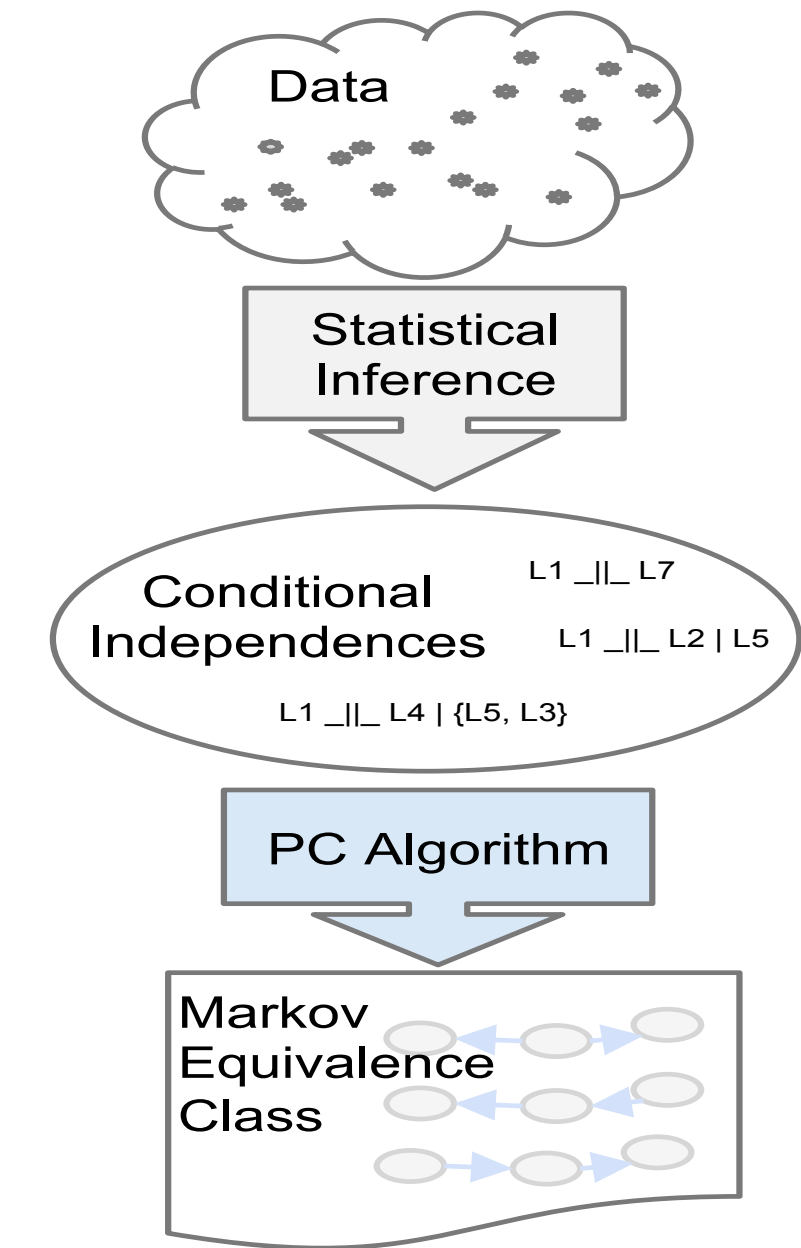 Data
Statistical
Inference
L1 _||_ L7
Conditional
Independences
L1 _||_ L2 | L5
L1 _||_ L4 | {L5, L3}
PC Algorithm
Markov
Equivalence
Class